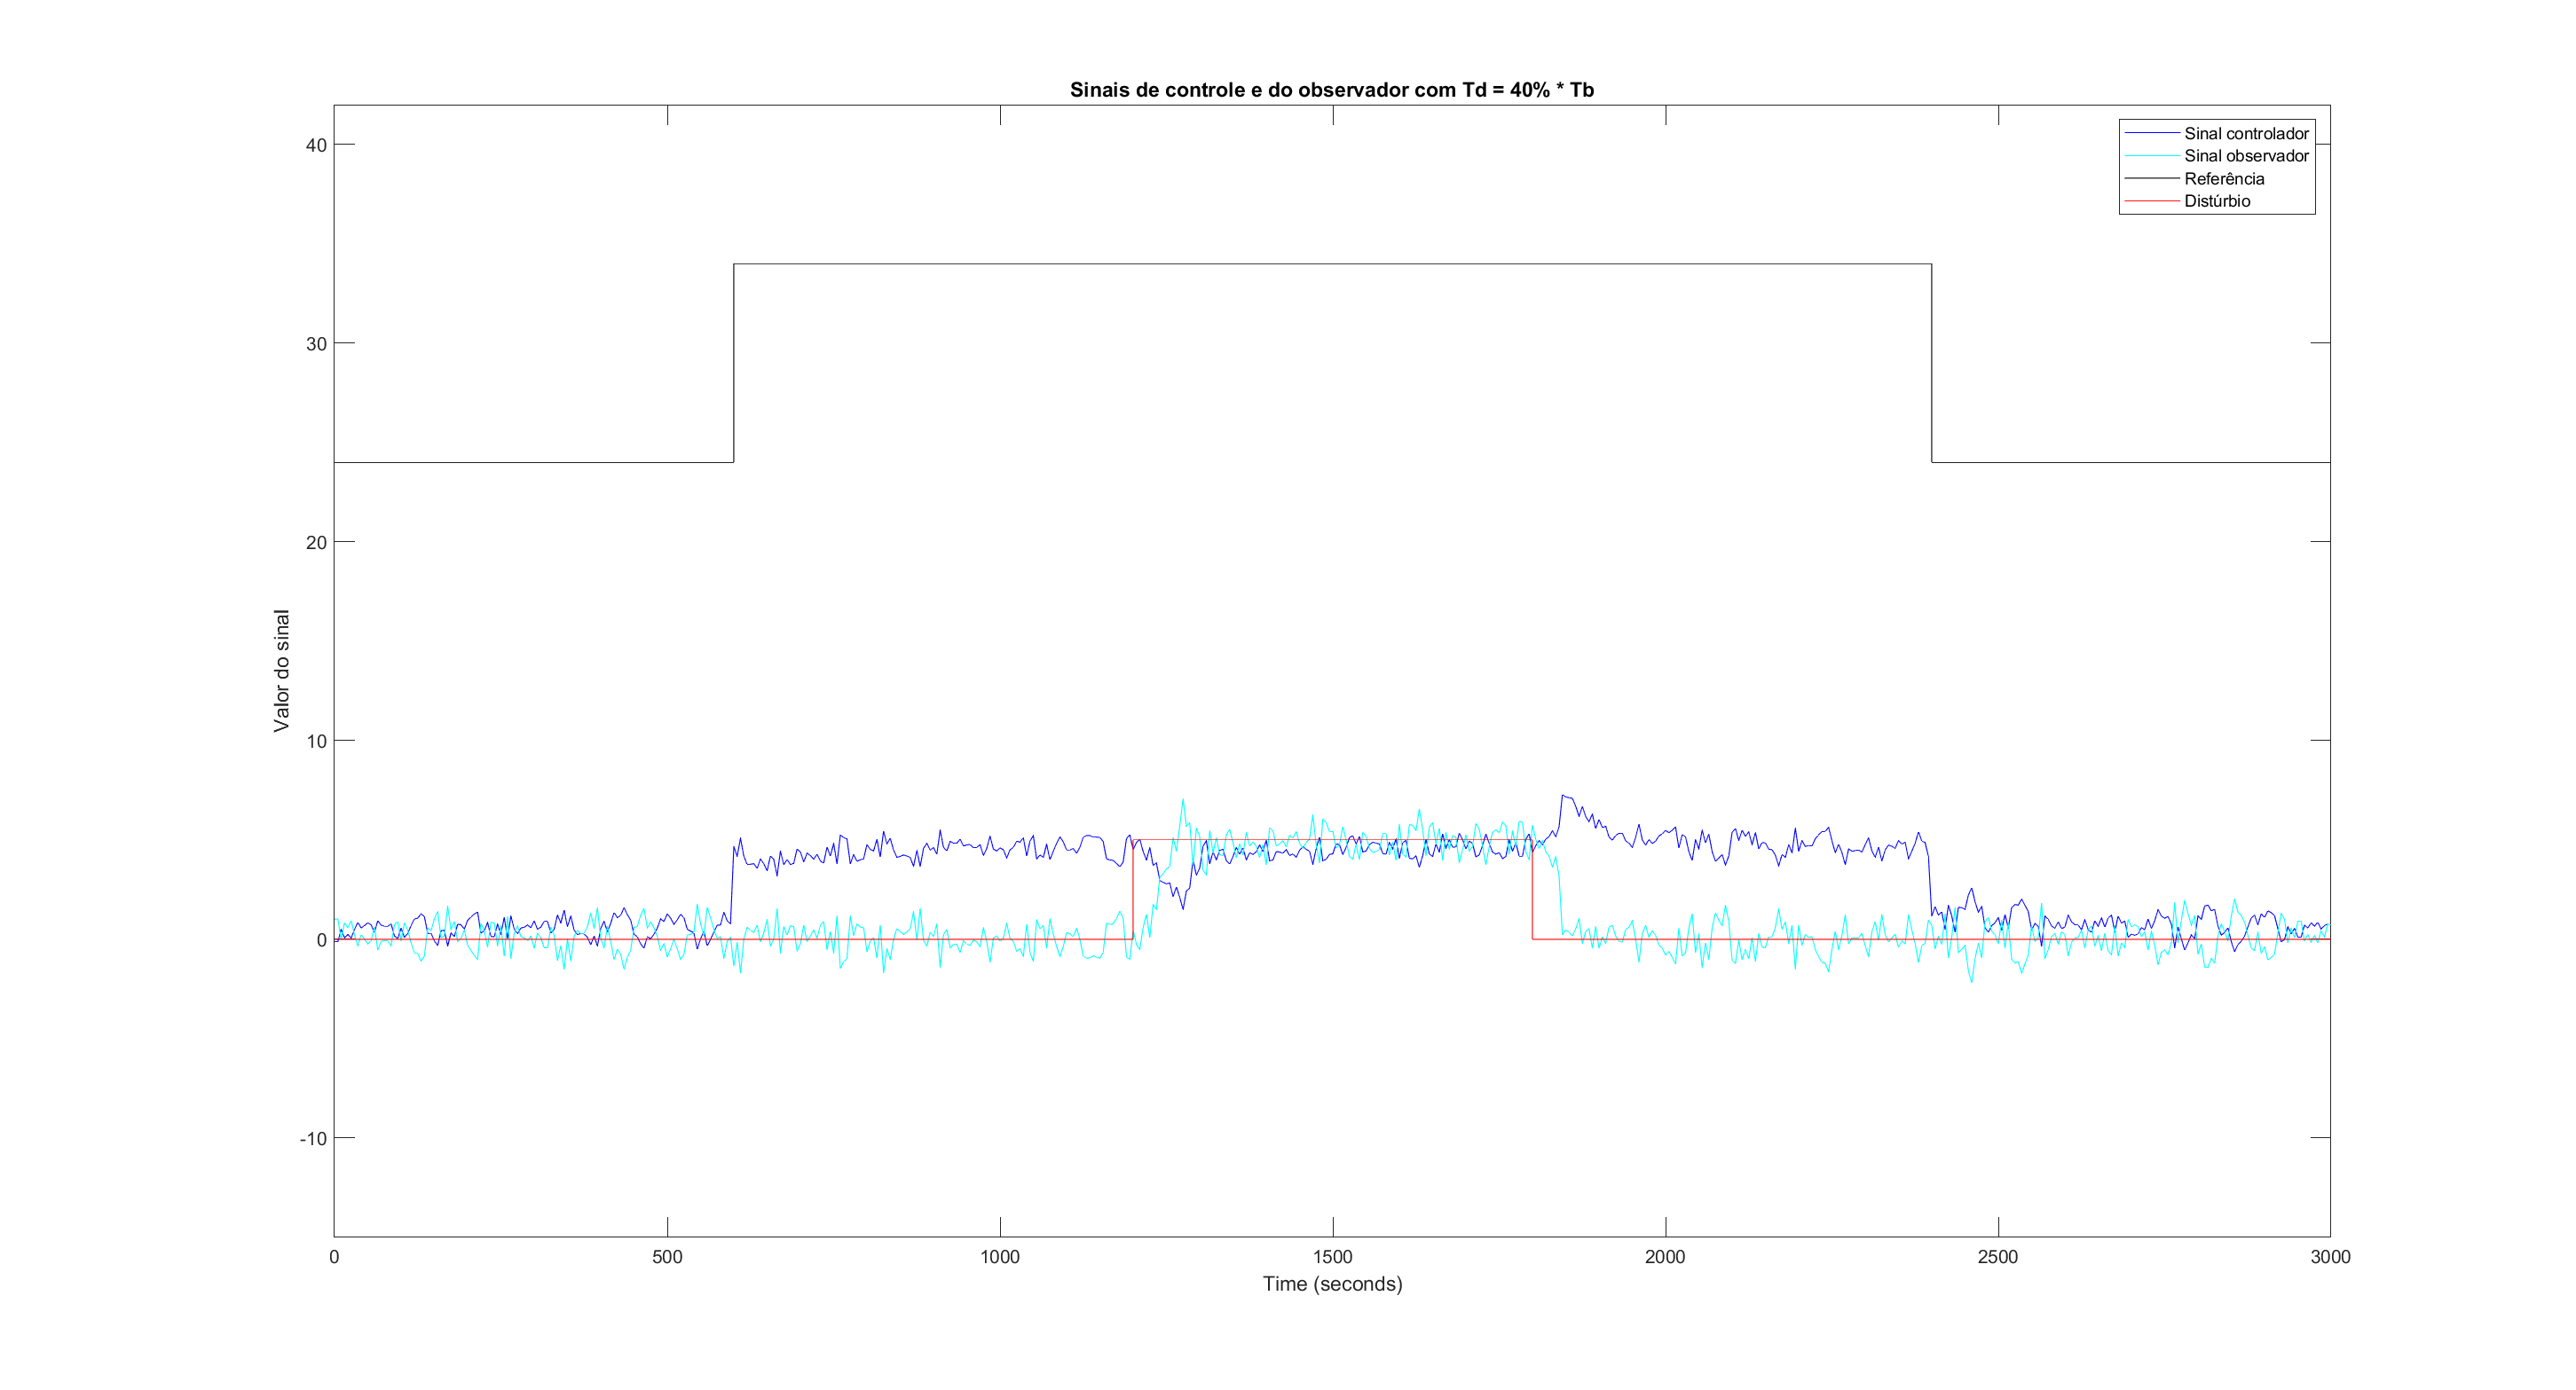 Sinais de controle e do observador com Td = 40% * Tb
Sinal controlador
Sinal observador
Referência
Distúrbio
40
30
20
10
0
-10
Valor do sinal
0 500 1000 1500 2000 2500 3000
Time (seconds)